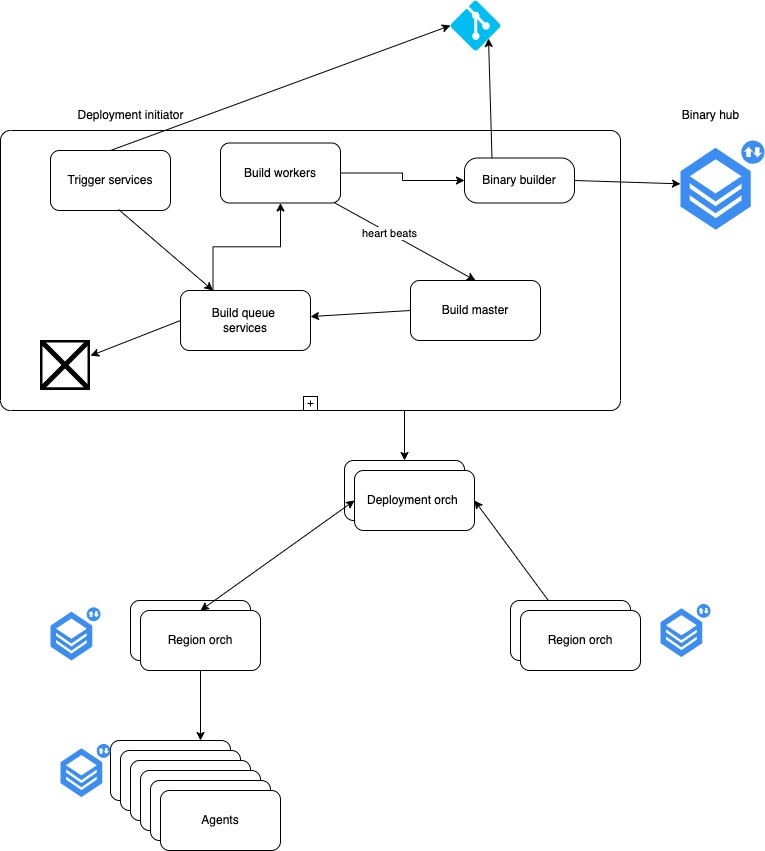 Deployment initiator
Binary hub
Trigger services
Build workers
Binary builder
heart beats
Build queue
services
Build master
+
Deployment orch
Region orch
Region orch
Agents